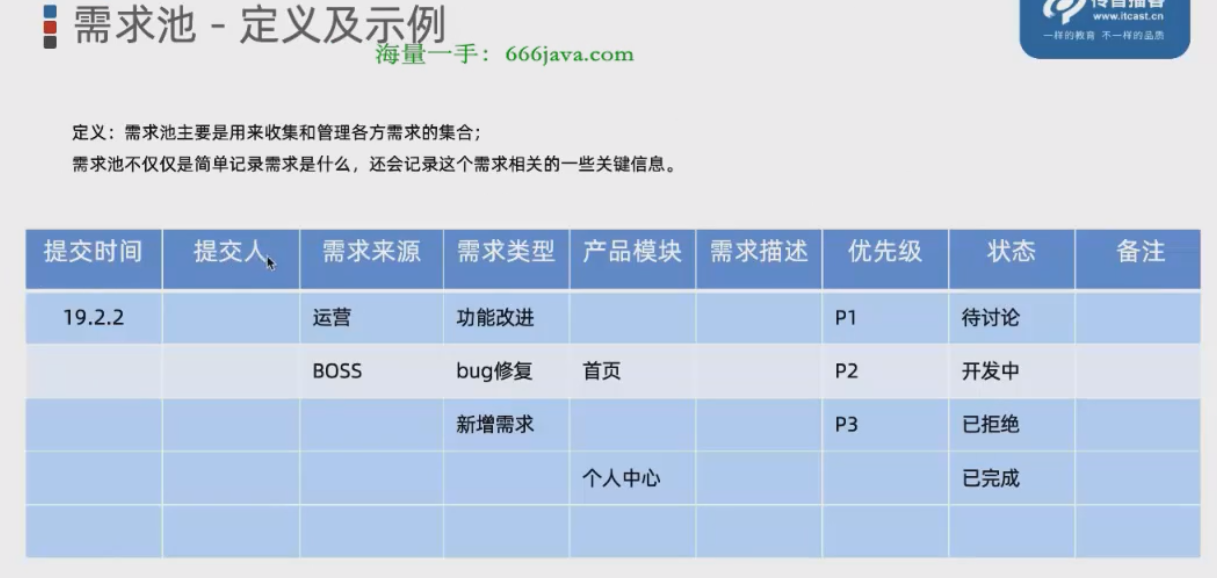 需求池 - 定义及示例
海量一手：666java.com
传智播客
www.itcast.cn
一样的教育 不一样的品质
定义：需求池主要是用来收集和管理各方需求的集合；
需求池不仅仅是简单记录需求是什么，还会记录这个需求相关的一些关键信息。
提交时间 提交人 需求来源 需求类型 产品模块 需求描述 优先级 状态 备注
19.2.2 运营 功能改进 P1 待讨论
BOSS bug修复 首页 P2 开发中
新增需求 P3 已拒绝
个人中心 已完成